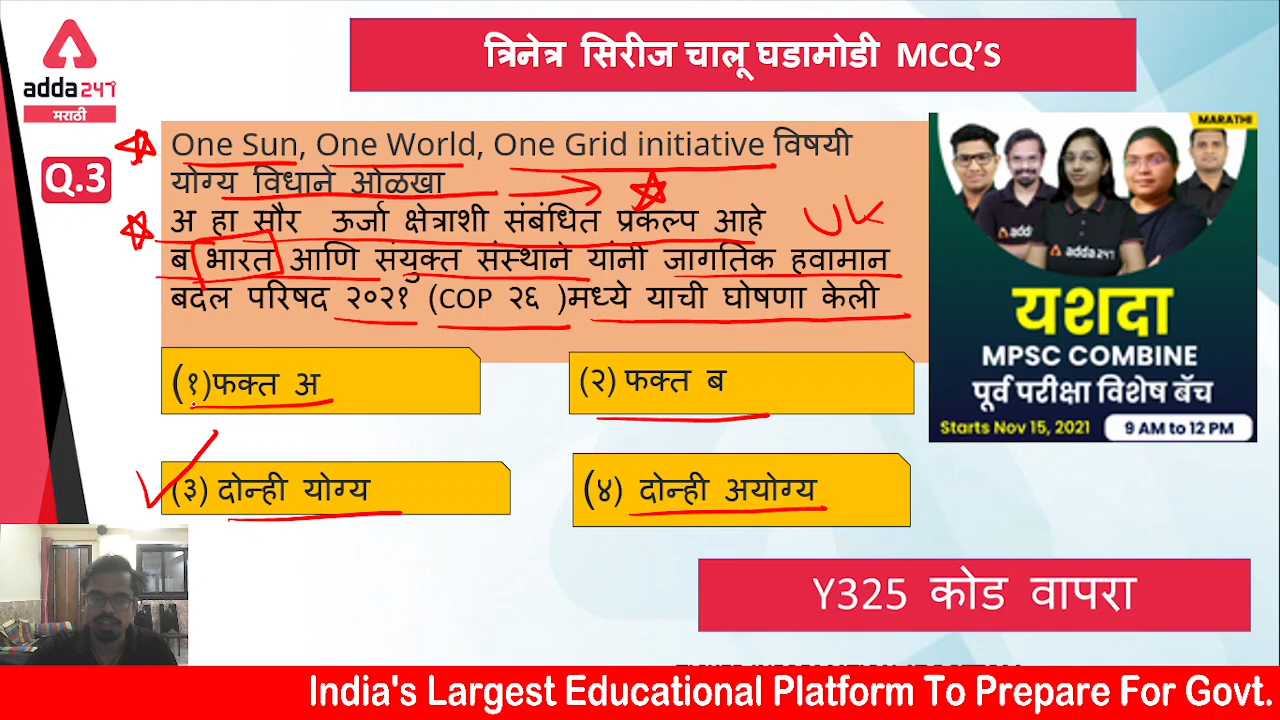 त्रिनेत्र सिरीज चालू घडामोडी MCQ'S
adda247
मराठी
Q.3
One Sun, One World, One Grid initiative विषयी
योग्य विधाने ओळखा
अ हा सौर ऊर्जा क्षेत्राशी संबंधित प्रकल्प आहे
UK
ब भारत आणि संयुक्त संस्थाने यांनी जागतिक हवामान
बदल परिषद २०२१ (COP २६ )मध्ये याची घोषणा केली
(१)फक्त अ
(२) फक्त ब
(३) दोन्ही योग्य
(४) दोन्ही अयोग्य
MARATHI
adda247
यशदा
MPSC COMBINE
पूर्व परीक्षा विशेष बॅच
Starts Nov 15, 2021
9 AM to 12 PM
Y325 कोड वापरा
India's Largest Educational Platform To Prepare For Govt.